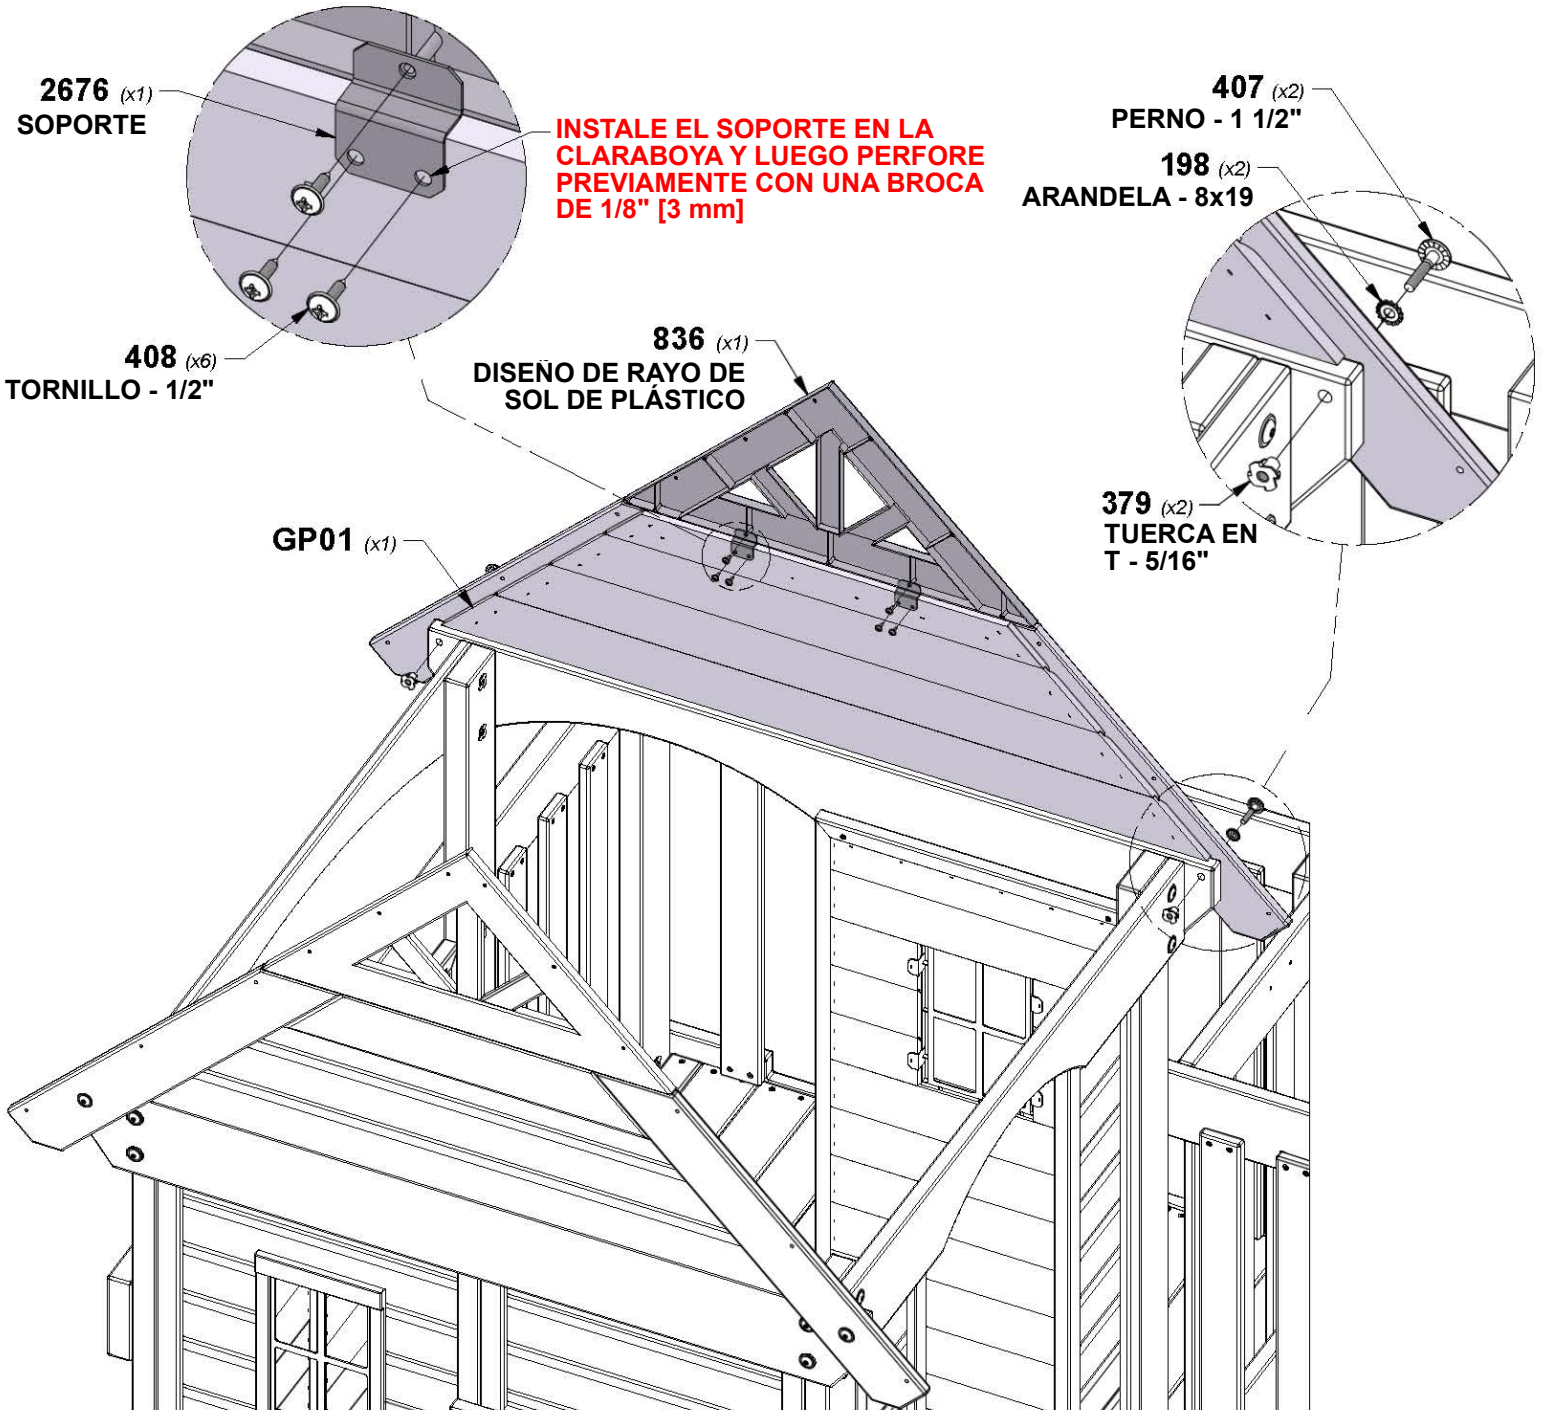 2676 (x1)
SOPORTE
INSTALE EL SOPORTE EN LA
CLARABOYA Y LUEGO PERFORE
PREVIAMENTE CON UNA BROCA
DE 1/8" [3 mm]
408 (x6)
TORNILLO - 1/2"
407 (x2)
PERNO - 1 1/2"
198 (x2)
ARANDELA - 8x19
836 (x1)
DISEÑO DE RAYO DE
SOL DE PLÁSTICO
379 (x2)
TUERCA EN
T - 5/16"
GP01 (x1)